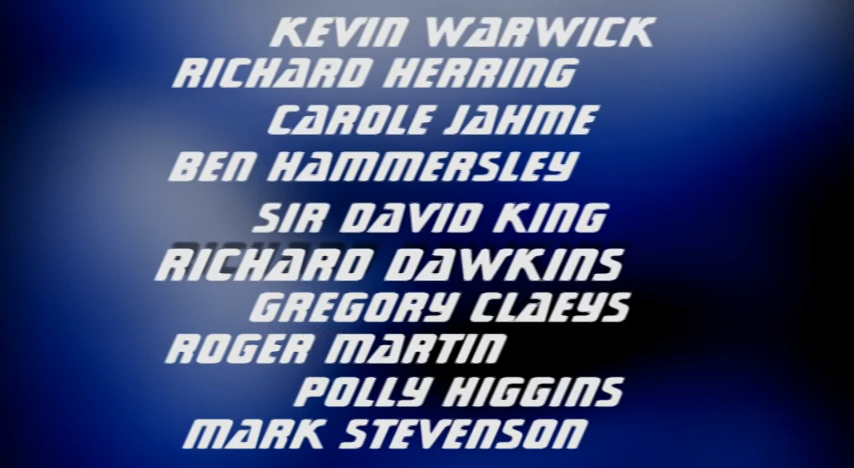 KEVIN WARWICK
RICHARD HERRING
CAROLE JAHME
BEN HAMMERSLEY
SIR DAVID KING
RICHARD DAWKINS
GREGORY CLAEYS
ROGER MARTIN
POLLY HIGGINS
MARK STEVENSON